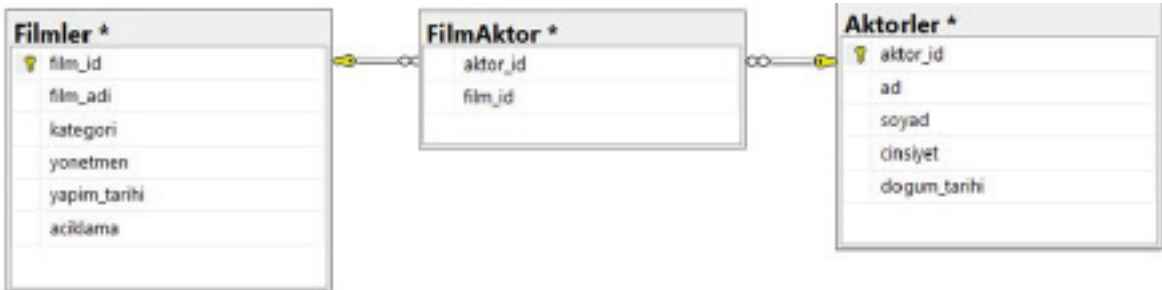 Filmler *
film_id
film_adi
kategori
yonetmen
yapim_tarihi
aciklama
FilmAktor *
aktor_id
film_id
Aktorler *
aktor_id
ad
soyad
cinsiyet
dogum_tarihi